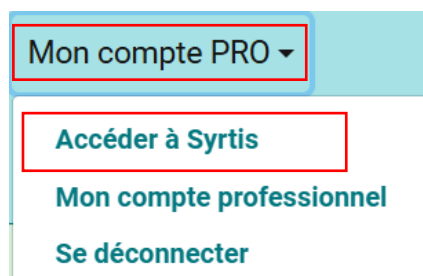 Mon compte PRO
Accéder à Syrtis
Mon compte professionnel
Se déconnecter